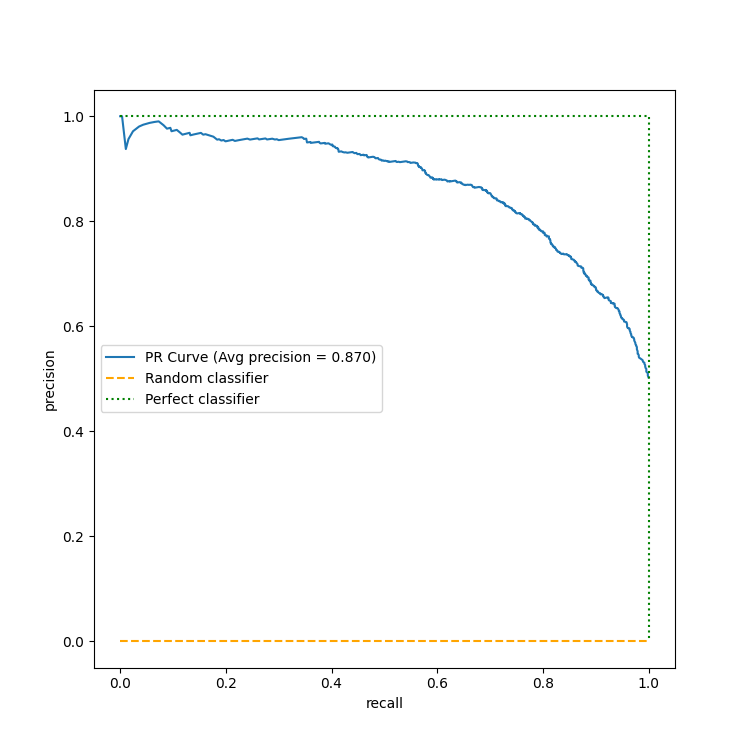 1.0
0.8
0.6
0.4
0.2
0.0
precision
PR Curve (Avg precision = 0.870)
Random classifier
Perfect classifier
0.0 0.2 0.4 0.6 0.8 1.0
recall